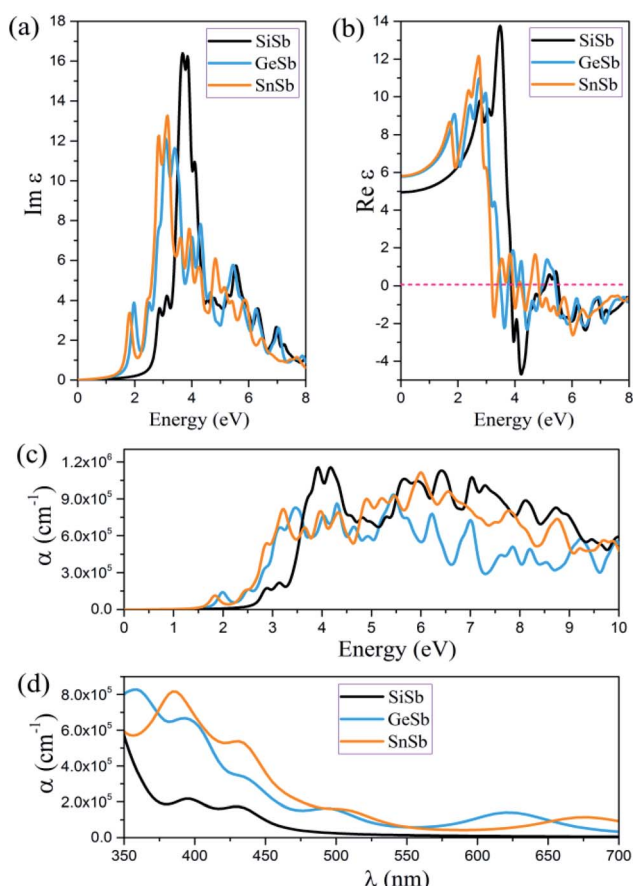 (a)
18
16
14
12
10
8
6
4
2
0
Im ε
SiSb
GeSb
SnSb
0 2 4 6 8
Energy (eV)
(b)
14
12
10
8
6
4
2
0
-2
-4
Re ε
SiSb
GeSb
SnSb
0 2 4 6 8
Energy (eV)
(c)
1.2x10⁶
9.0x10⁵
6.0x10⁵
3.0x10⁵
0.0
α (cm⁻¹)
0 1 2 3 4 5 6 7 8 9 10
Energy (eV)
(d)
8.0x10⁵
6.0x10⁵
4.0x10⁵
2.0x10⁵
0.0
α (cm⁻¹)
SiSb
GeSb
SnSb
350 400 450 500 550 600 650 700
λ (nm)